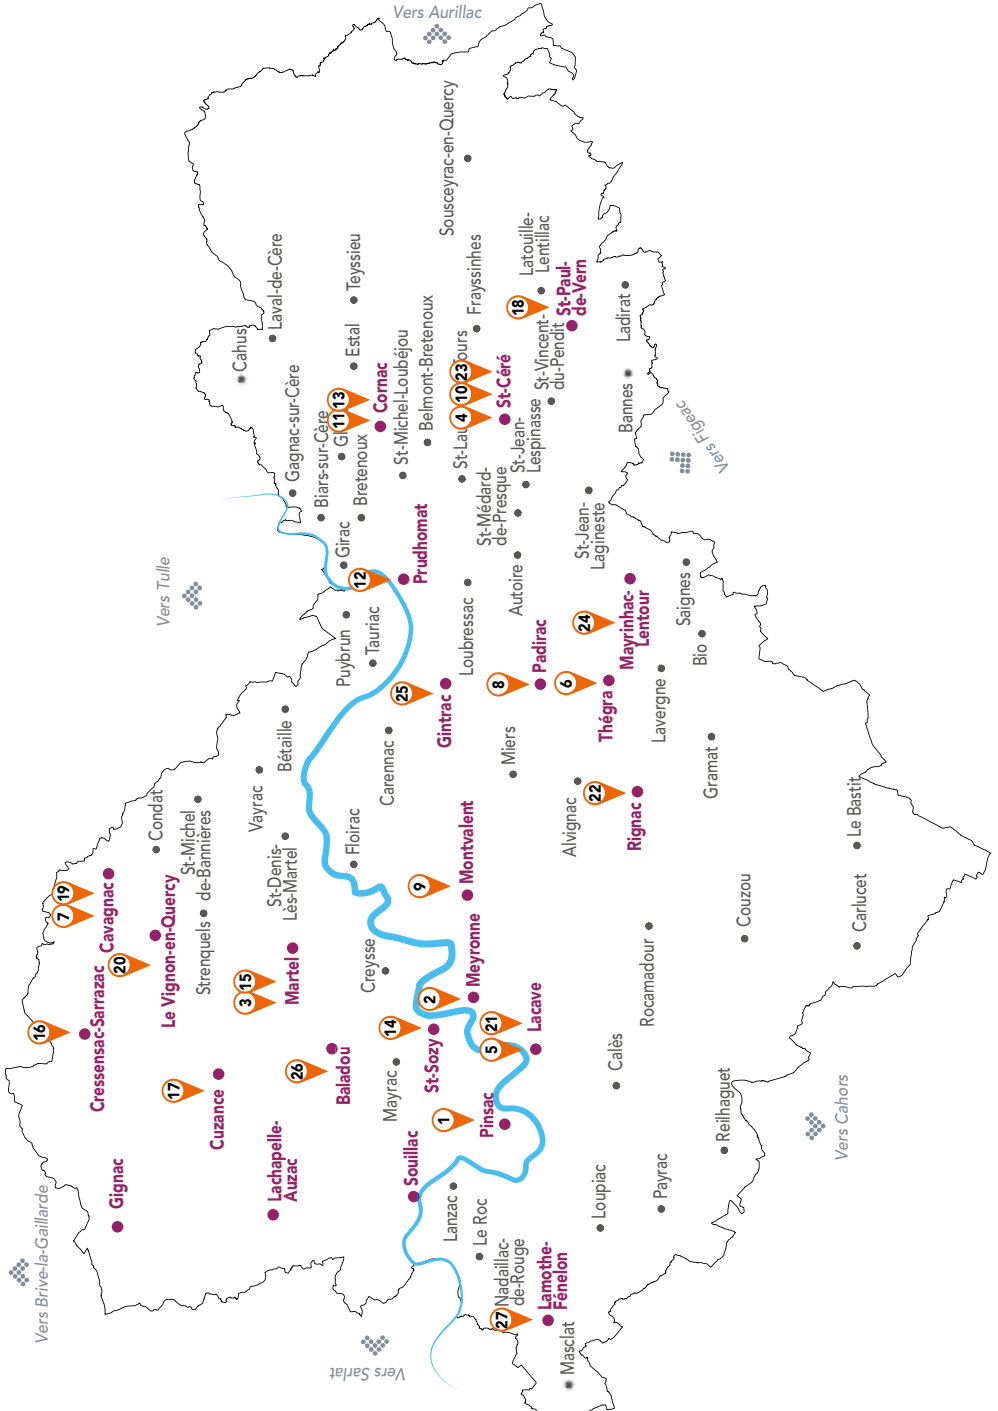 Vers Brive-la-Gaillarde
16
7
19
Gignac
Cressensac-Sarrazac
Cavagnac
20
Condat
17
Le Vignon-en-Quercy
Vers Tulle
St-Michel
de-Bannières
Strenquels
Cuzance
3
15
Vayrac
Cahus
Lachapelle-
Auzac
Martel
St-Denis-
Lès-Martel
Bétaille
Laval-de-Cère
Gagnac-sur-Cère
26
Baladou
Biars-sur-Cère
Girac
Puybrun
11
13
Gl
Floirac
12
Bretenoux
Estal
Teyssieu
Vers Sarlat
Creysse
Tauriac
Cornac
14
Mayrac
Carennac
25
St-Michel-Loubéjou
Souillac
9
Prudhomat
Belmont-Bretenoux
Vers Aurillac
2
St-Sozy
1
Gintrac
Sousceyrac-en-Quercy
Lanzac
4
10
23
St-Lau
Tours
Meyronne
Montvalent
Loubressac
Frayssinhes
Le Roc
Pinsac
5
21
8
St-Médard-
de-Presque
St-Céré
27
Nadaillac-
de-Rouge
Miers
Autoire
St-Jean-
Lespinasse
18
Latouille-
Lentillac
Lacave
Padirac
St-Vincent-
du-Pendit
Lamothe-
Fénelon
6
St-Paul-
de-Vern
Masclat
Alvignac
24
St-Jean-
Lagineste
22
Loupiac
Thégra
Calès
Rignac
Mayrinhac-
Lentour
Bannes
Ladirat
Rocamadour
Lavergne
Payrac
Saignes
Bio
Vers Figeac
Gramat
Reilhaguet
Couzou
Vers Cahors
Carlucet
Le Bastit